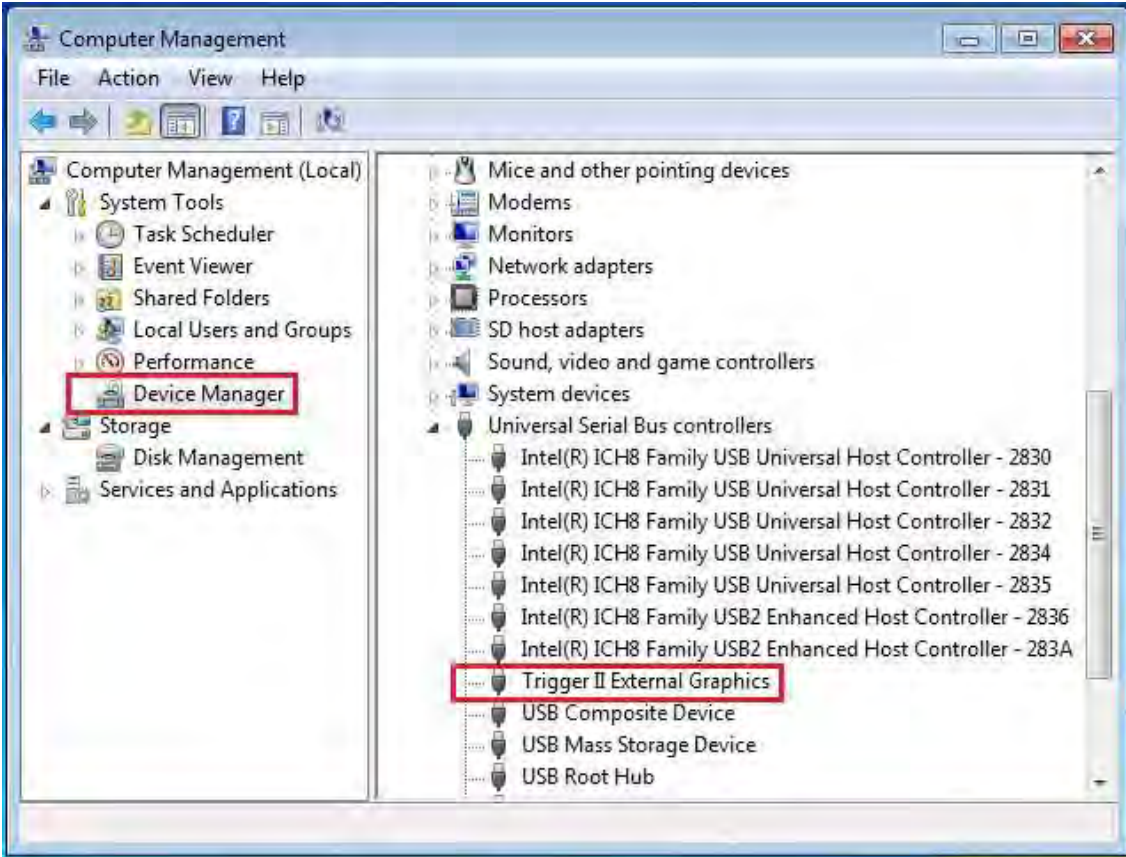 Computer Management
File Action View Help
Computer Management (Local)
System Tools
Task Scheduler
Event Viewer
Shared Folders
Local Users and Groups
Performance
Device Manager
Storage
Disk Management
Services and Applications
Mice and other pointing devices
Modems
Monitors
Network adapters
Processors
SD host adapters
Sound, video and game controllers
System devices
Universal Serial Bus controllers
Intel(R) ICH8 Family USB Universal Host Controller - 2830
Intel(R) ICH8 Family USB Universal Host Controller - 2831
Intel(R) ICH8 Family USB Universal Host Controller - 2832
Intel(R) ICH8 Family USB Universal Host Controller - 2834
Intel(R) ICH8 Family USB Universal Host Controller - 2835
Intel(R) ICH8 Family USB2 Enhanced Host Controller - 2836
Intel(R) ICH8 Family USB2 Enhanced Host Controller - 283A
Trigger II External Graphics
USB Composite Device
USB Mass Storage Device
USB Root Hub